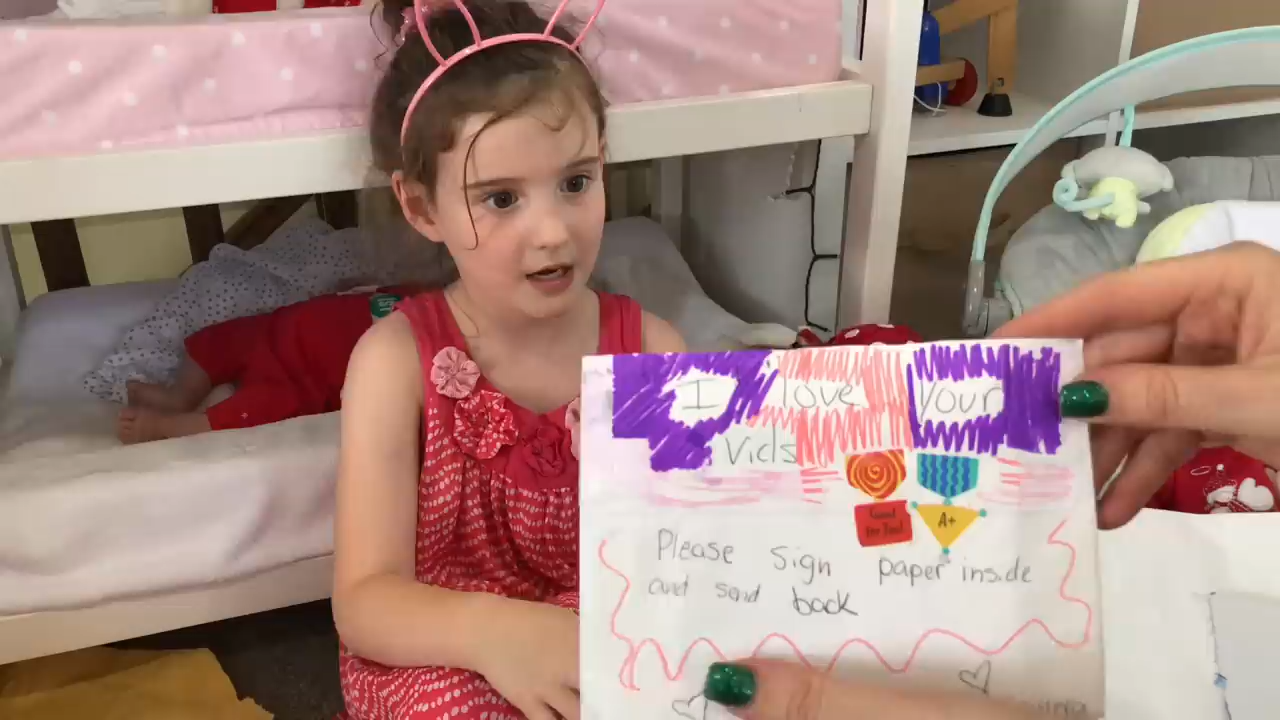 I love your
Vids
Good
for You!
A+
Please sign paper inside
and send back